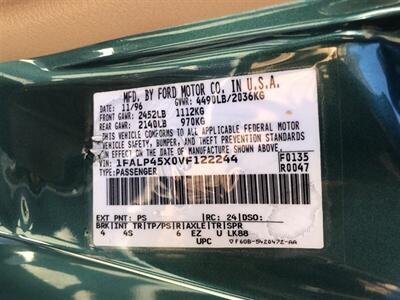 MFD. BY FORD MOTOR CO. IN U.S.A.
DATE: 11/96 GVWR: 4490LB/2036KG
FRONT GAWR: 2452LB 1112KG
REAR GAWR: 2140LB 970KG
THIS VEHICLE CONFORMS TO ALL APPLICABLE FEDERAL MOTOR
VEHICLE SAFETY, BUMPER, AND THEFT PREVENTION STANDARDS
IN EFFECT ON THE DATE OF MANUFACTURE SHOWN ABOVE.
VIN: 1FALP45X0VF122244 F0135
TYPE: PASSENGER R0047
EXT PNT: PS RC: 24 DSO:
BRK INT TR TP/PS R AXLE TR SPR
4 4S 6 EZ U LK88
UPC F60B-5420472-AA